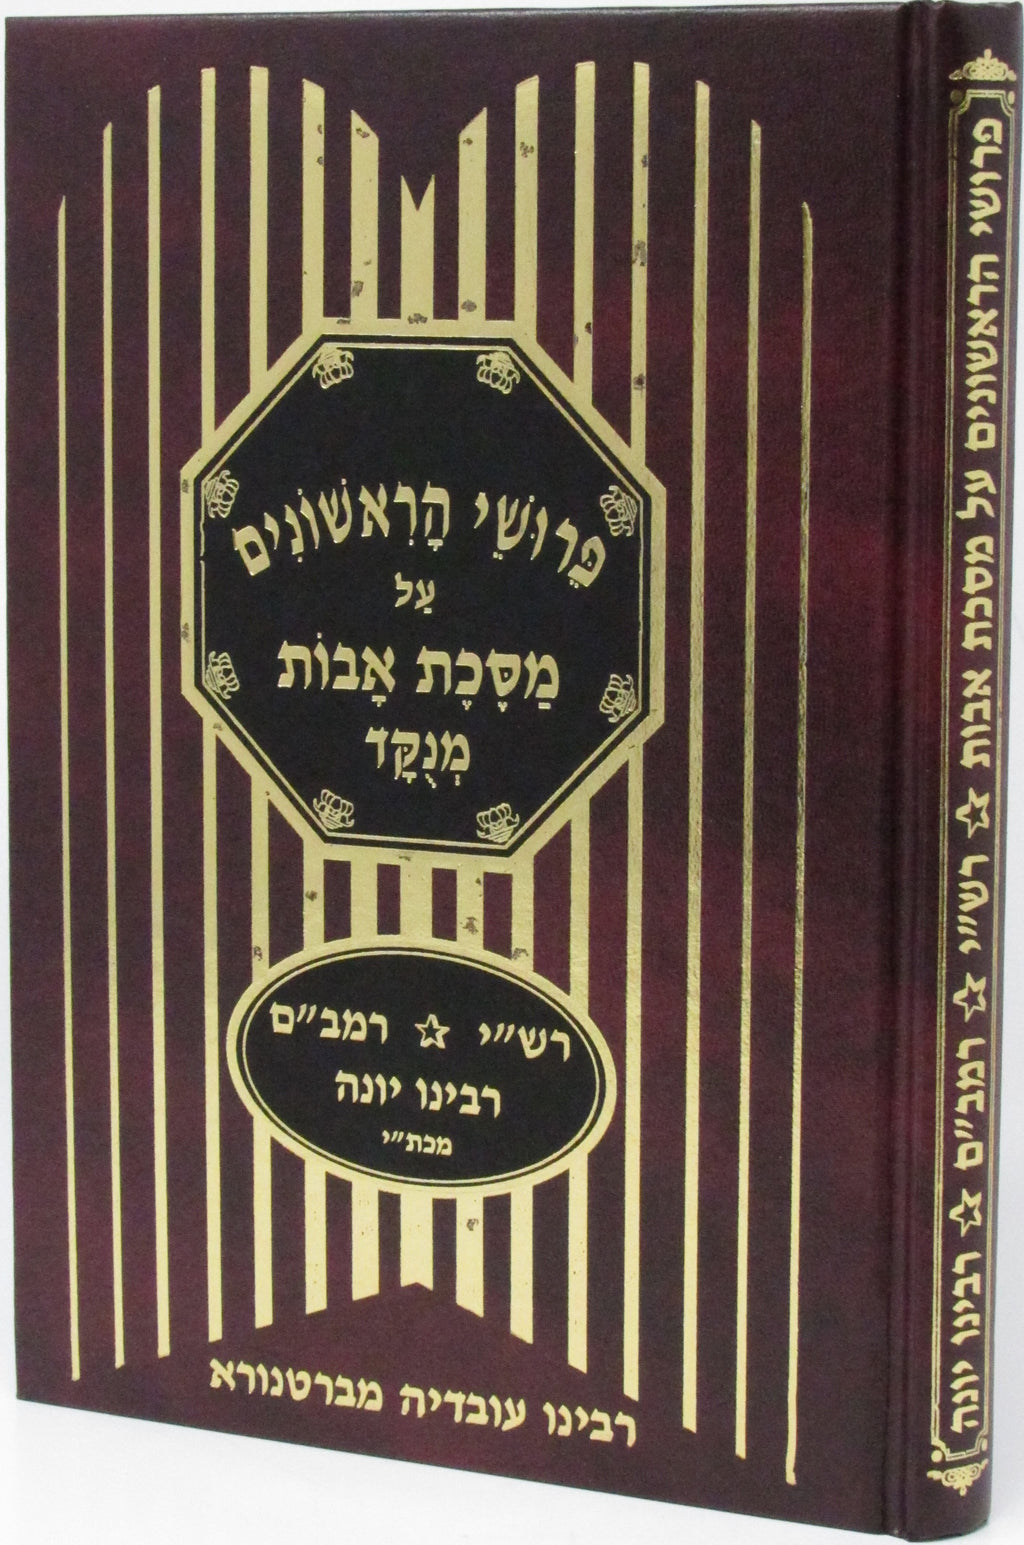 פֵּרוּשֵׁי הָרִאשׁוֹנִים
עַל
מַסֶּכֶת אָבוֹת
מְנֻקָּד
רש״י ☆ רמב״ם
רבינו יונה
מכת״י
רבינו עובדיה מברטנורא
פרושי הראשונים על מסכת אבות ☆ רש״י ☆ רמב״ם ☆ רבינו יונה